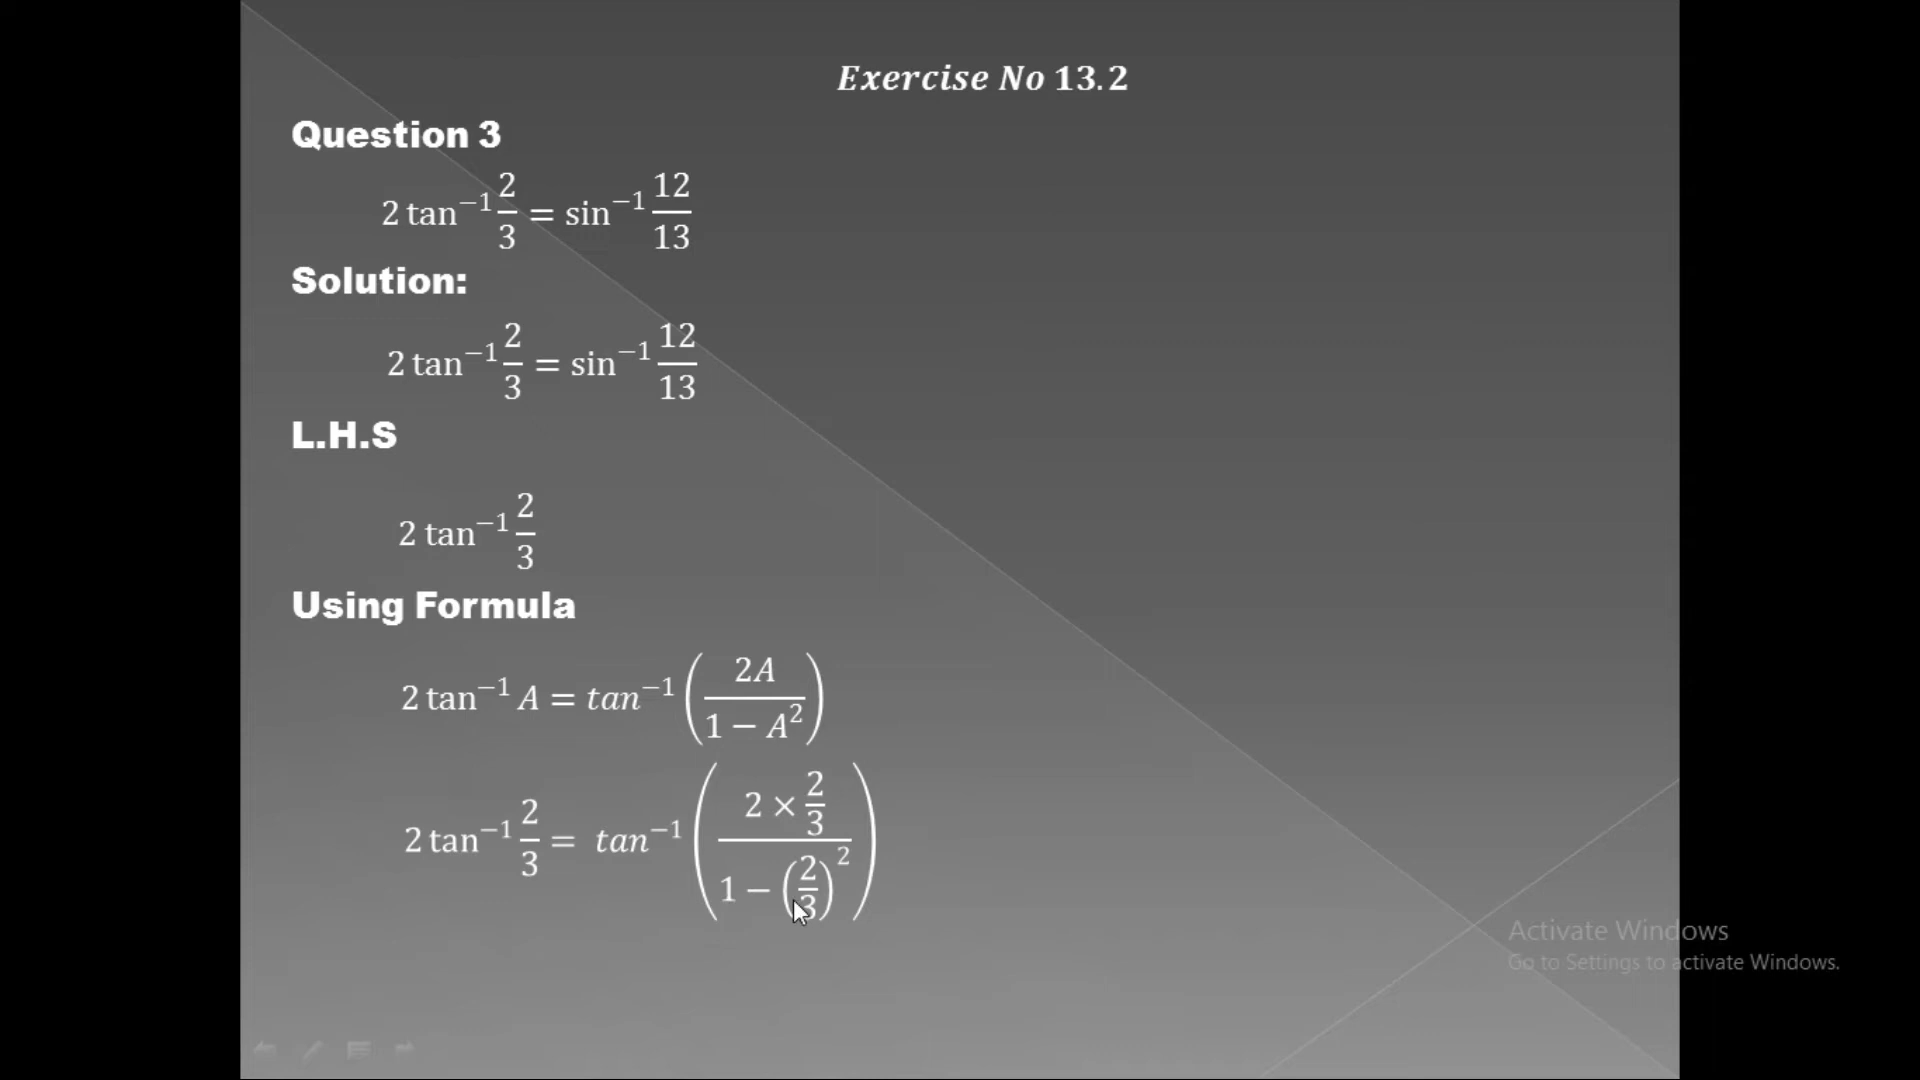 Exercise No 13.2
Question 3
2 tan⁻¹ 2/3 = sin⁻¹ 12/13
Solution:
2 tan⁻¹ 2/3 = sin⁻¹ 12/13
L.H.S
2 tan⁻¹ 2/3
Using Formula
2 tan⁻¹ A = tan⁻¹ (2A / (1 − A²))
2 tan⁻¹ 2/3 = tan⁻¹ ((2 × 2/3) / (1 − (2/3)²))
Activate Windows
Go to Settings to activate Windows.